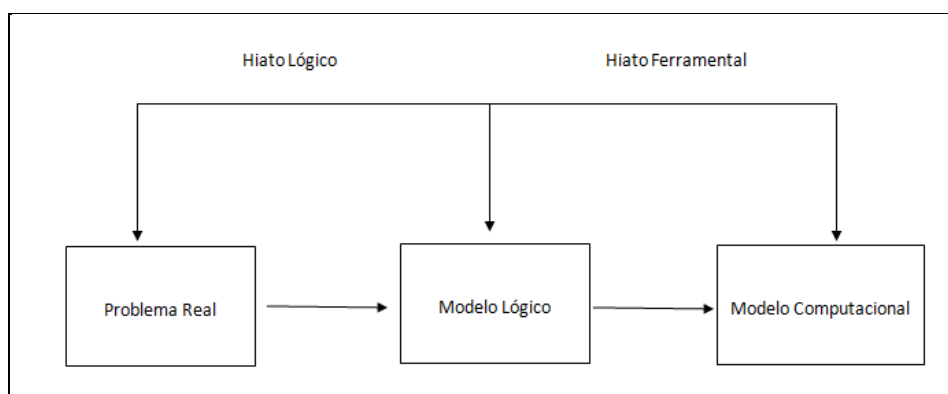 Hiato Lógico
Hiato Ferramental
Problema Real
Modelo Lógico
Modelo Computacional